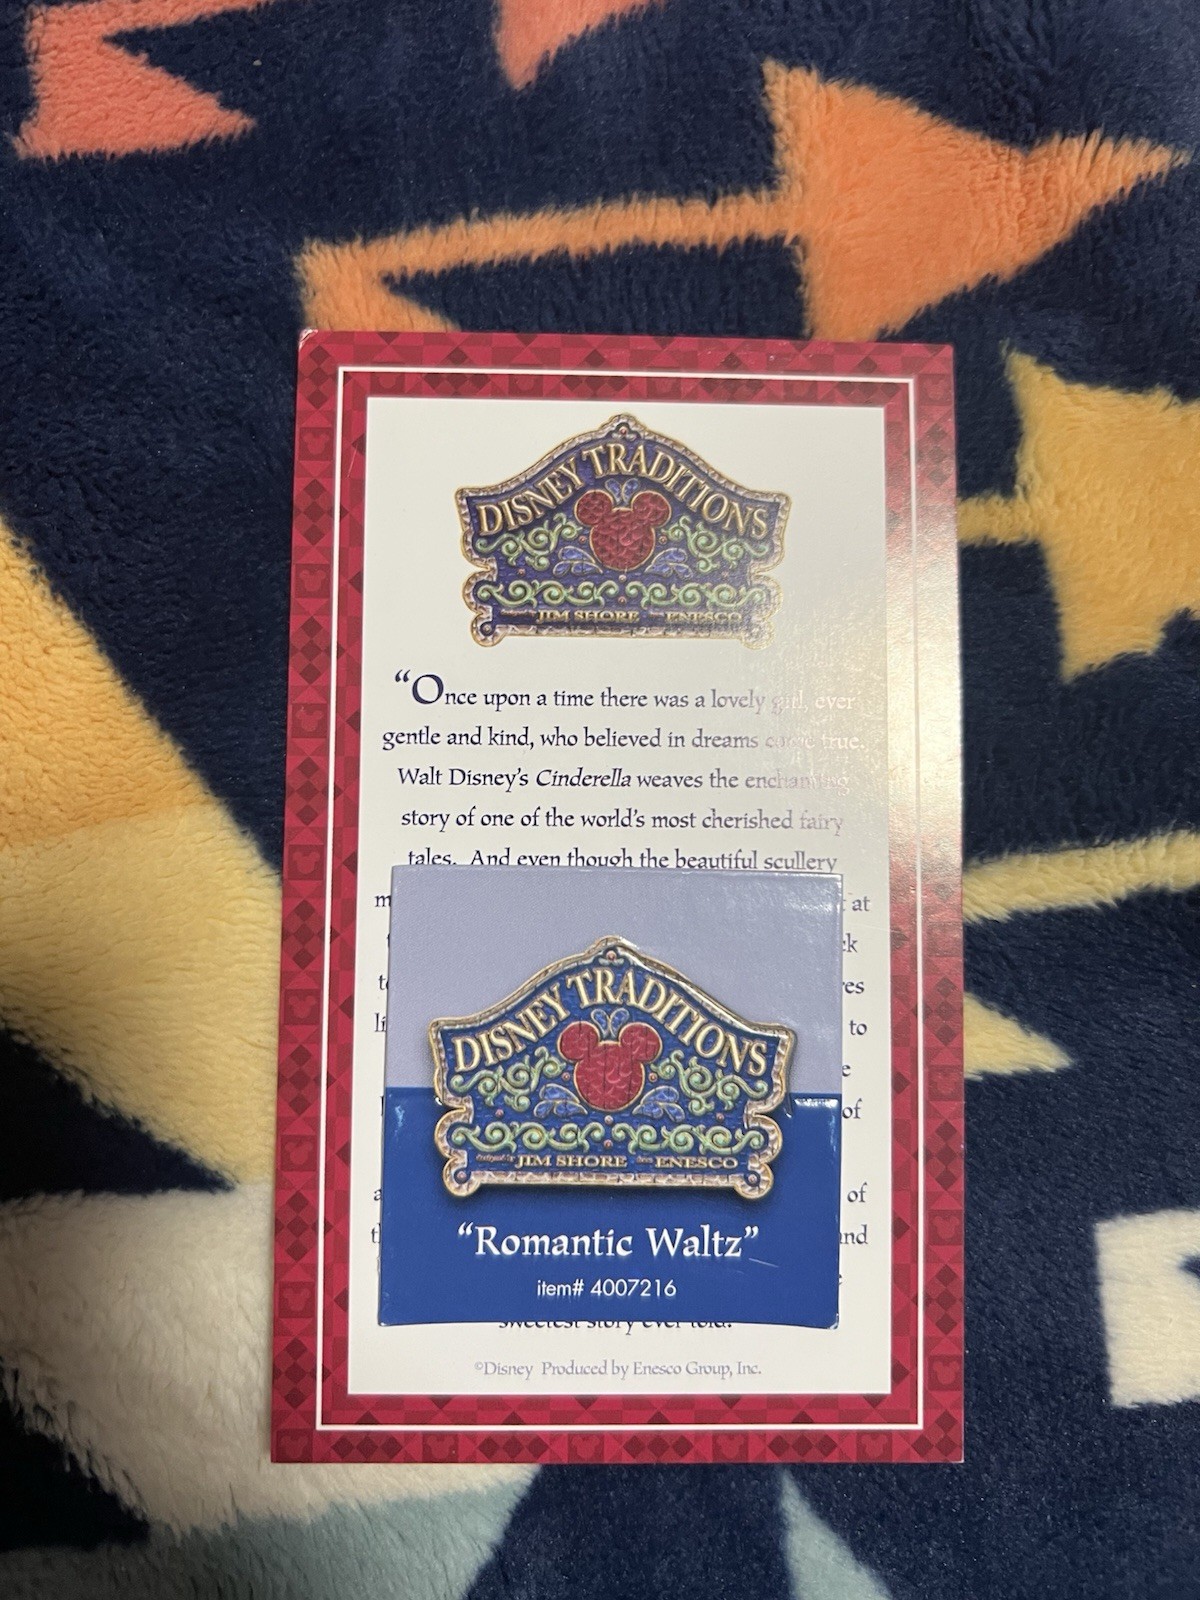 DISNEY TRADITIONS
JIM SHORE ENESCO
“Once upon a time there was a lovely girl, ever
gentle and kind, who believed in dreams come true.
Walt Disney’s Cinderella weaves the enchanting
story of one of the world’s most cherished fairy
tales. And even though the beautiful scullery
at
to
of
of
DISNEY TRADITIONS
designed by JIM SHORE ENESCO
“Romantic Waltz”
item# 4007216
sweetest story ever told.
©Disney Produced by Enesco Group, Inc.